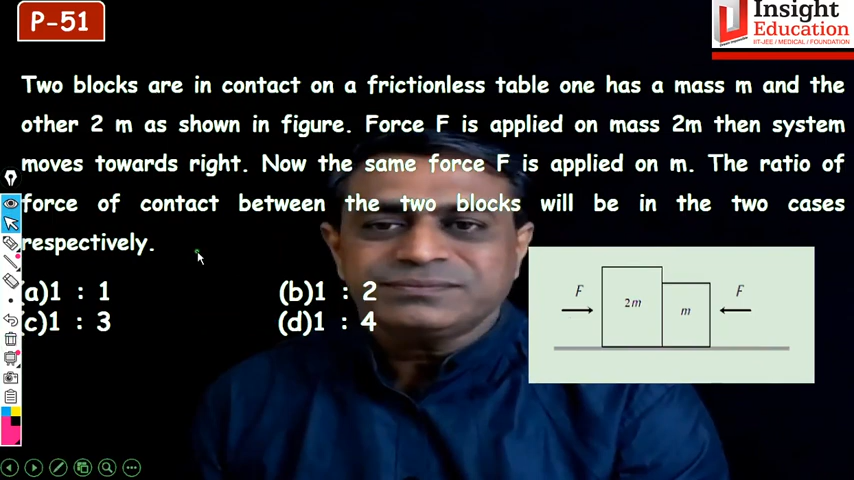 P-51
Insight
Education
IIT-JEE / MEDICAL / FOUNDATION
Two blocks are in contact on a frictionless table one has a mass m and the
other 2 m as shown in figure. Force F is applied on mass 2m then system
moves towards right. Now the same force F is applied on m. The ratio of
force of contact between the two blocks will be in the two cases
respectively.
(a)1 : 1 (b)1 : 2
(c)1 : 3 (d)1 : 4
F F
2m m